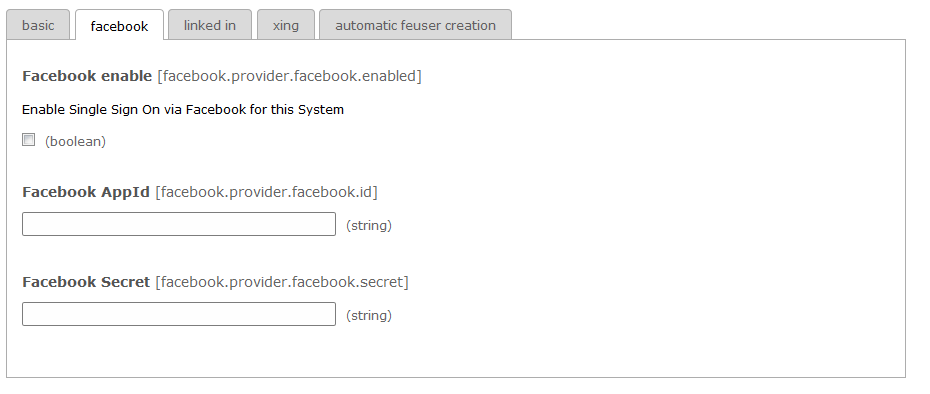 basic facebook linked in xing automatic feuser creation
Facebook enable [facebook.provider.facebook.enabled]
Enable Single Sign On via Facebook for this System
(boolean)
Facebook AppId [facebook.provider.facebook.id]
(string)
Facebook Secret [facebook.provider.facebook.secret]
(string)